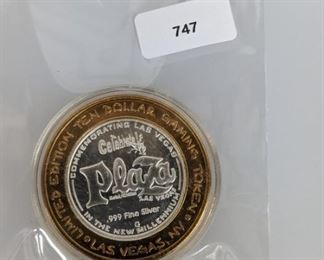 747
LIMITED EDITION TEN DOLLAR GAMING TOKEN
LAS VEGAS, NV
COMMEMORATING LAS VEGAS
Celebrate
Plaza
LAS VEGAS
.999 Fine Silver
G
IN THE NEW MILLENNIUM